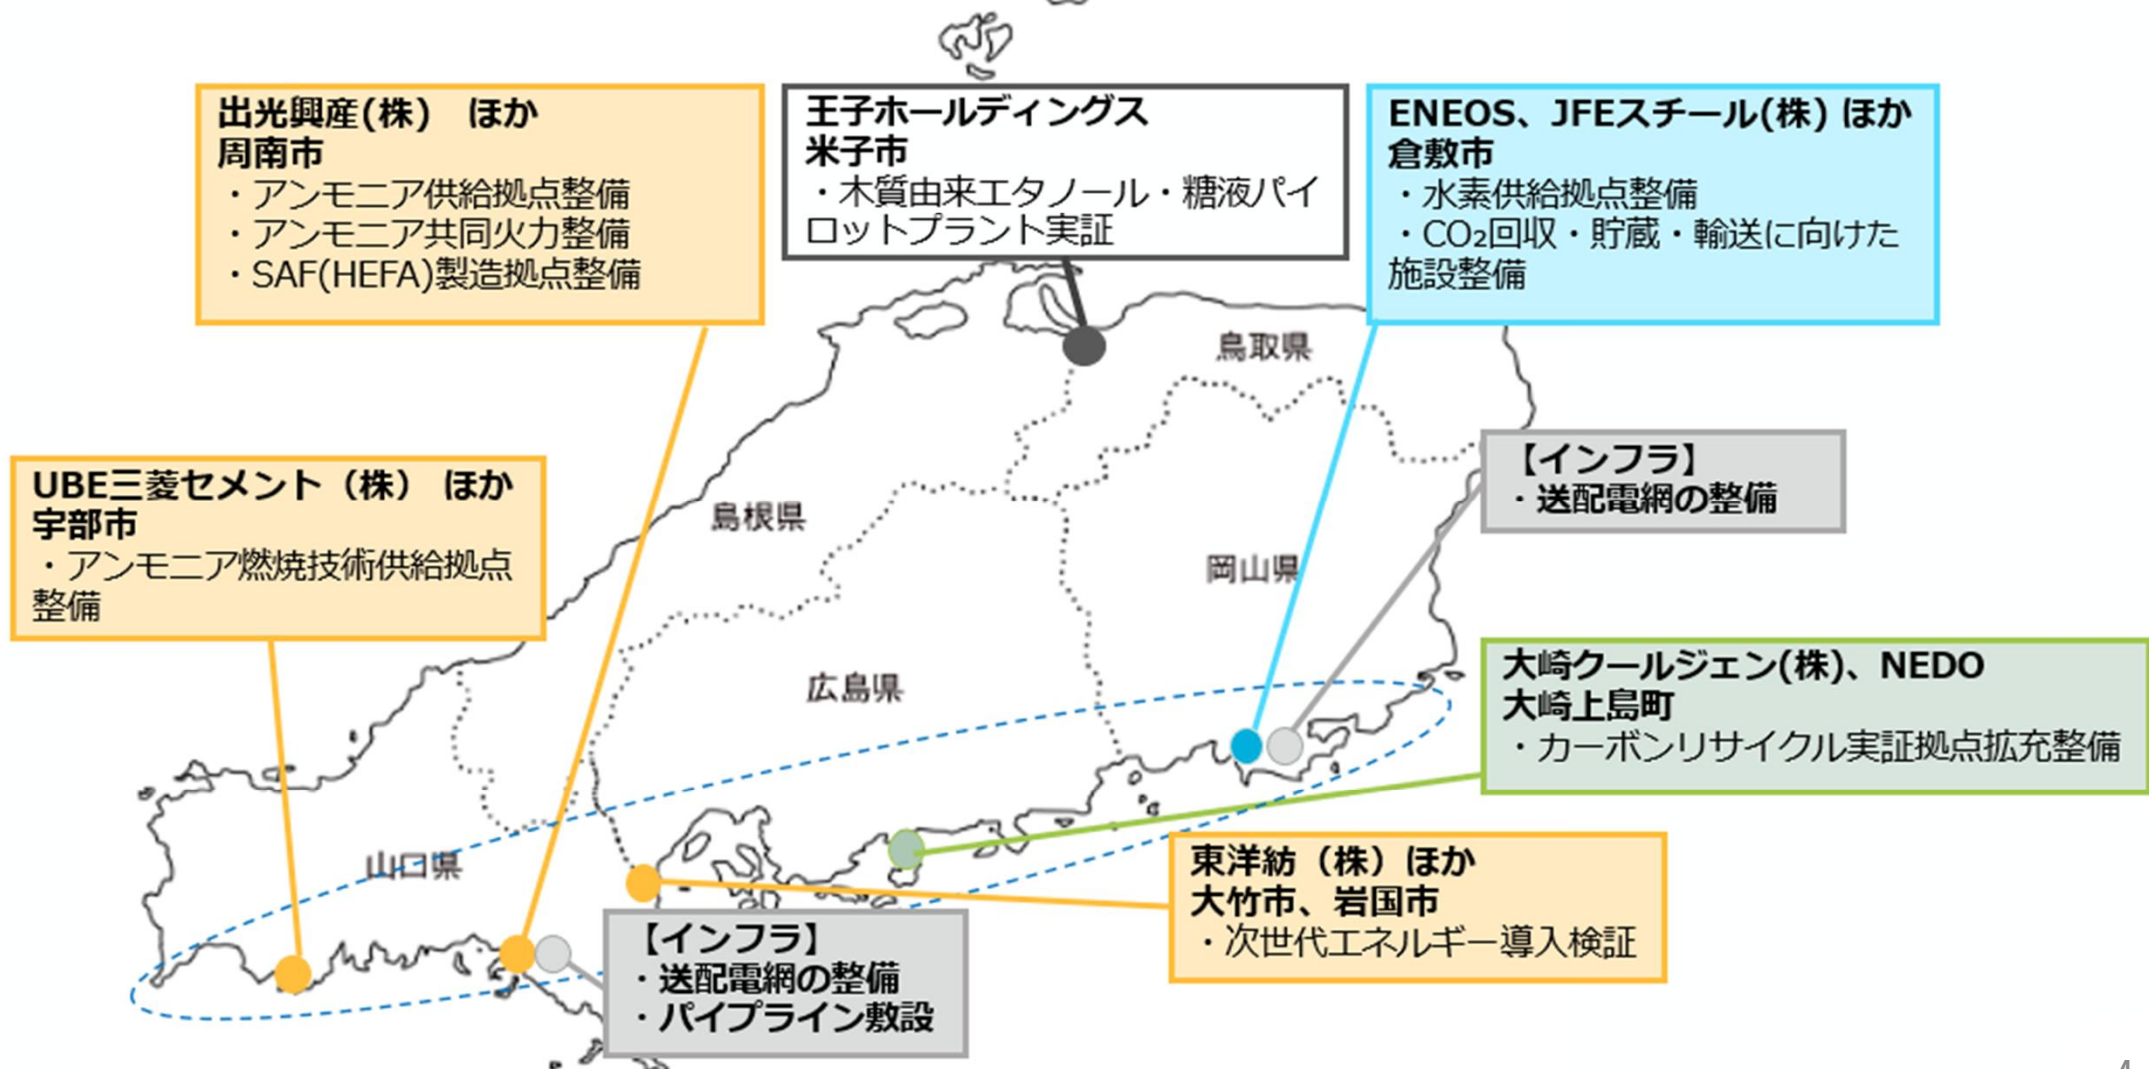 出光興産(株) ほか
周南市
・アンモニア供給拠点整備
・アンモニア共同火力整備
・SAF(HEFA)製造拠点整備
王子ホールディングス
米子市
・木質由来エタノール・糖液パイ
ロットプラント実証
ENEOS、JFEスチール(株) ほか
倉敷市
・水素供給拠点整備
・CO₂回収・貯蔵・輸送に向けた
施設整備
鳥取県
【インフラ】
・送配電網の整備
UBE三菱セメント（株） ほか
宇部市
・アンモニア燃焼技術供給拠点
整備
島根県
岡山県
広島県
大崎クールジェン(株)、NEDO
大崎上島町
・カーボンリサイクル実証拠点拡充整備
山口県
東洋紡（株）ほか
大竹市、岩国市
・次世代エネルギー導入検証
【インフラ】
・送配電網の整備
・パイプライン敷設